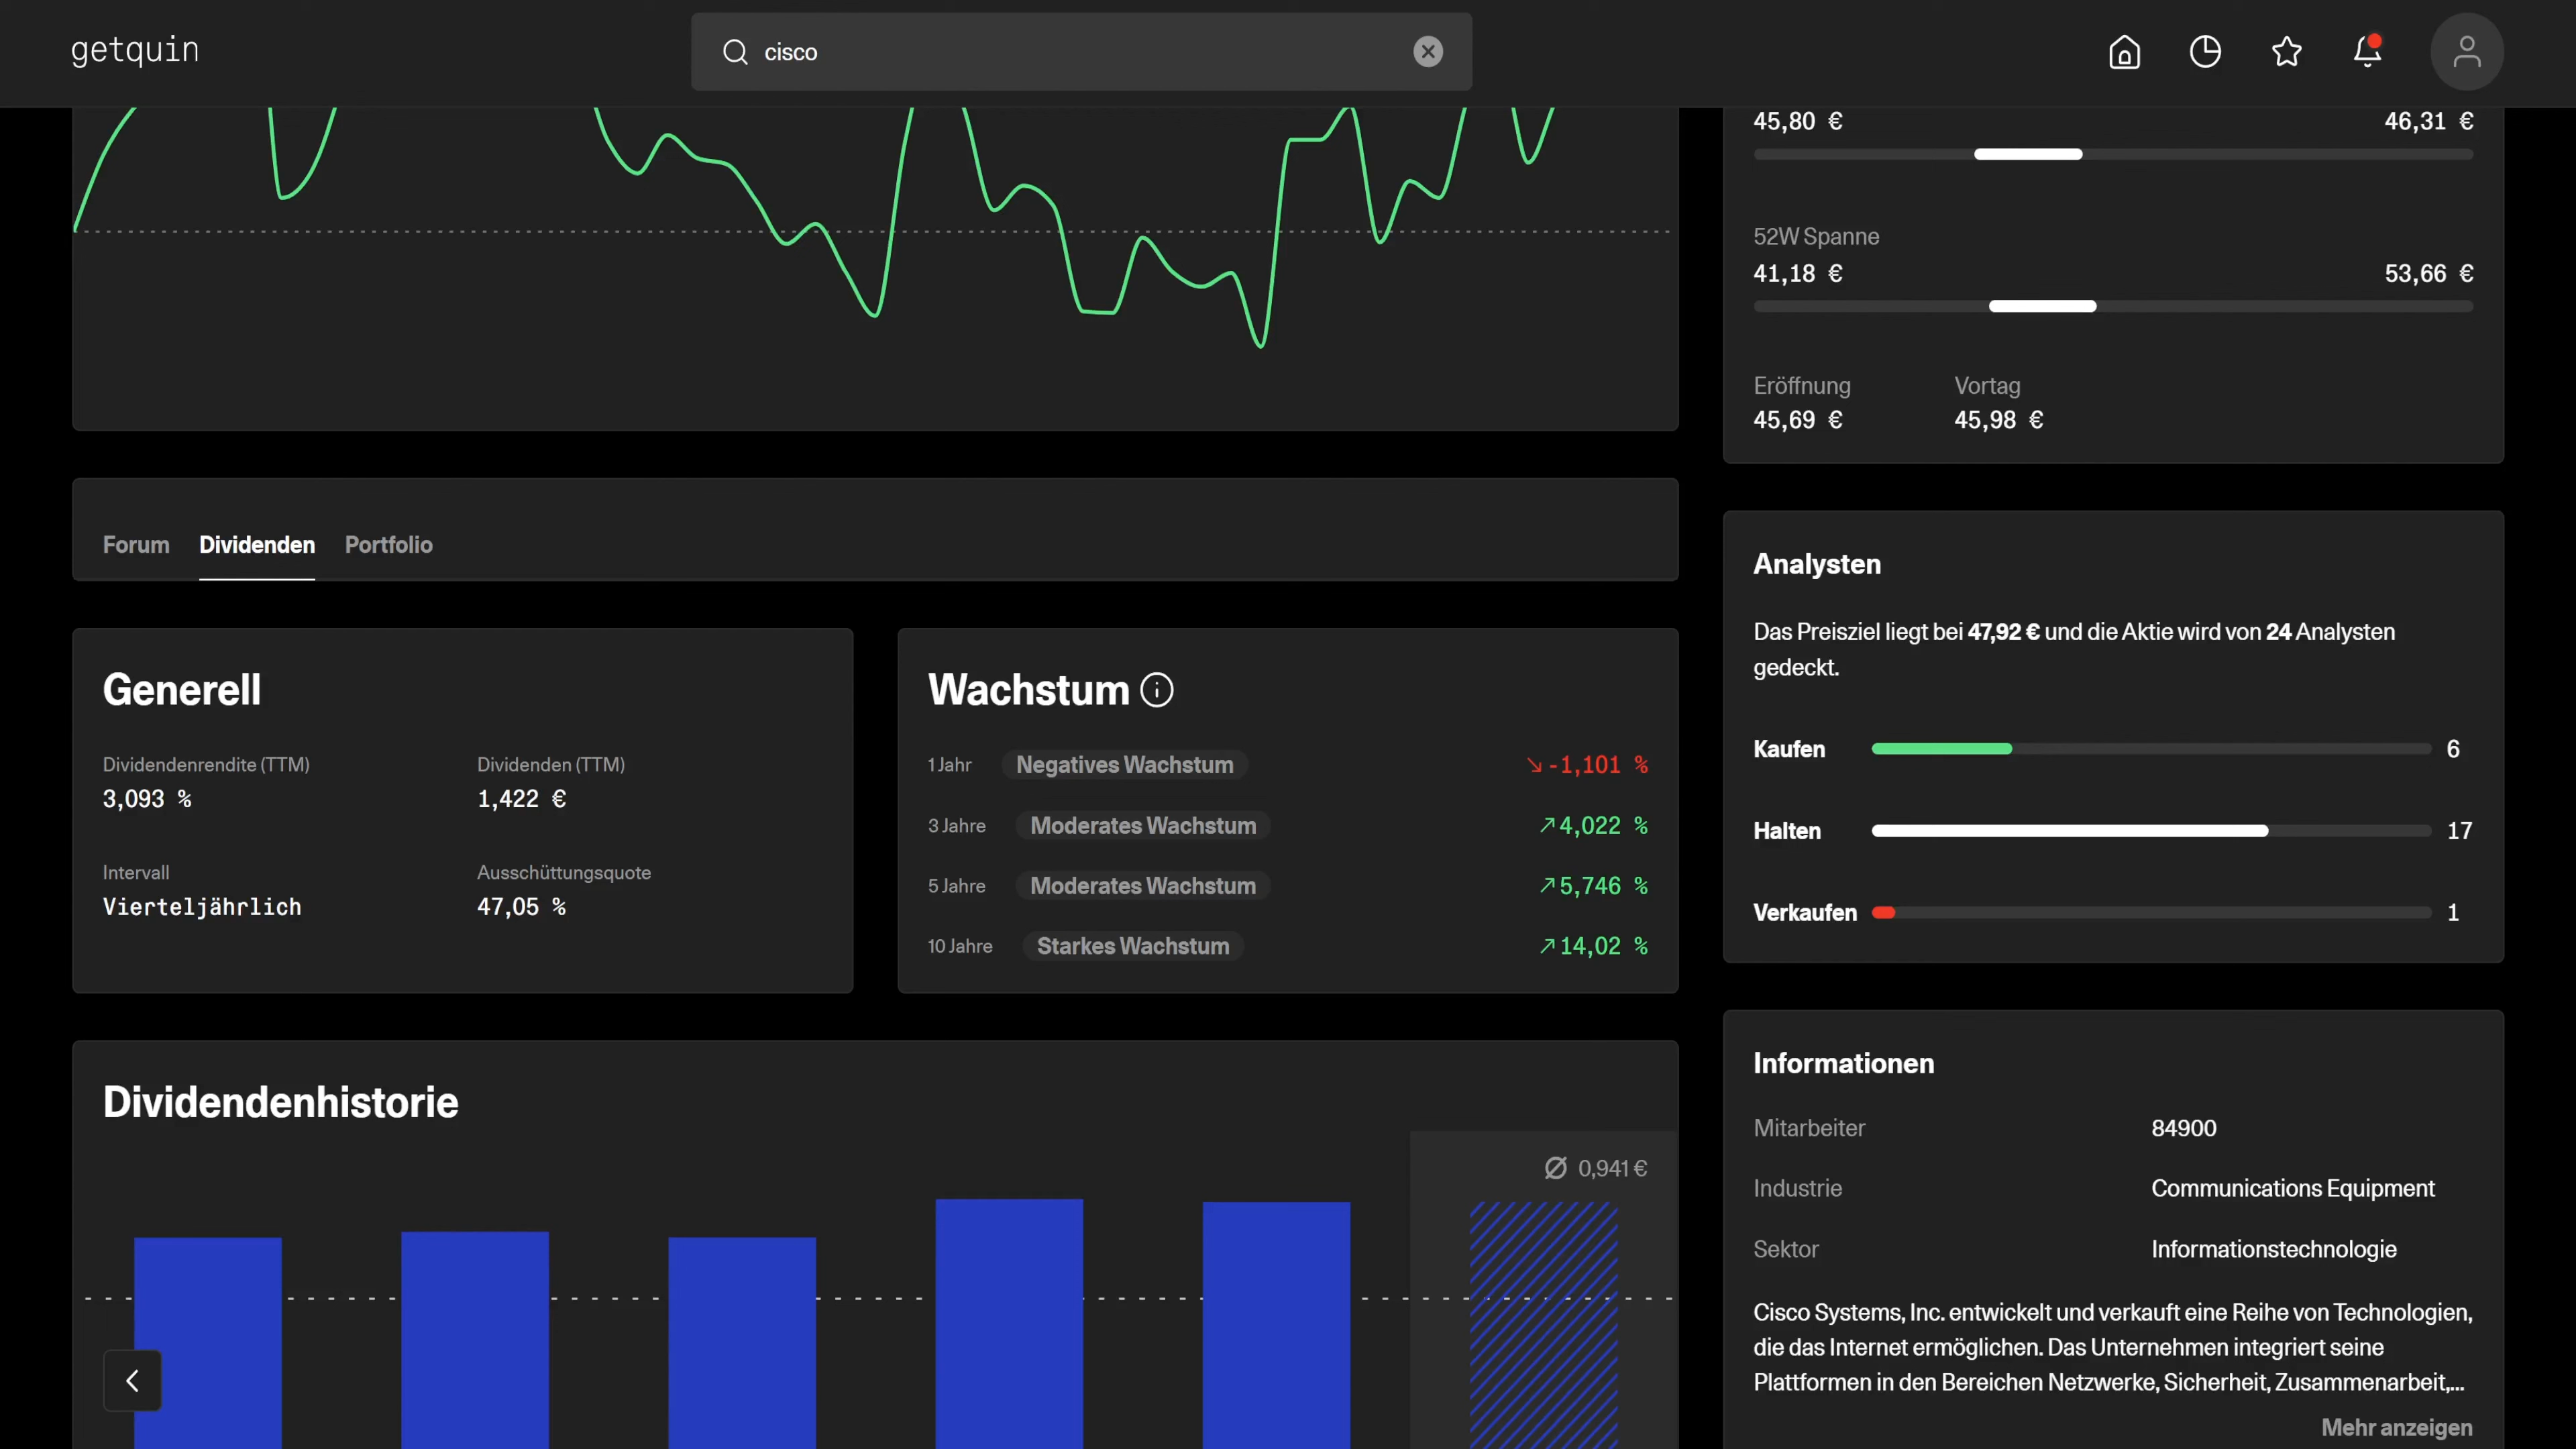 getquin
cisco
45,80 €
46,31 €
52W Spanne
41,18 €
53,66 €
Eröffnung
Vortag
45,69 €
45,98 €
Forum
Dividenden
Portfolio
Generell
Dividendenrendite (TTM)
Dividenden (TTM)
3,093 %
1,422 €
Intervall
Ausschüttungsquote
Vierteljährlich
47,05 %
Wachstum
1 Jahr Negatives Wachstum -1,101 %
3 Jahre Moderates Wachstum 4,022 %
5 Jahre Moderates Wachstum 5,746 %
10 Jahre Starkes Wachstum 14,02 %
Analysten
Das Preisziel liegt bei 47,92 € und die Aktie wird von 24 Analysten
gedeckt.
Kaufen 6
Halten 17
Verkaufen 1
Dividendenhistorie
Ø 0,941 €
Informationen
Mitarbeiter 84900
Industrie Communications Equipment
Sektor Informationstechnologie
Cisco Systems, Inc. entwickelt und verkauft eine Reihe von Technologien,
die das Internet ermöglichen. Das Unternehmen integriert seine
Plattformen in den Bereichen Netzwerke, Sicherheit, Zusammenarbeit,...
Mehr anzeigen